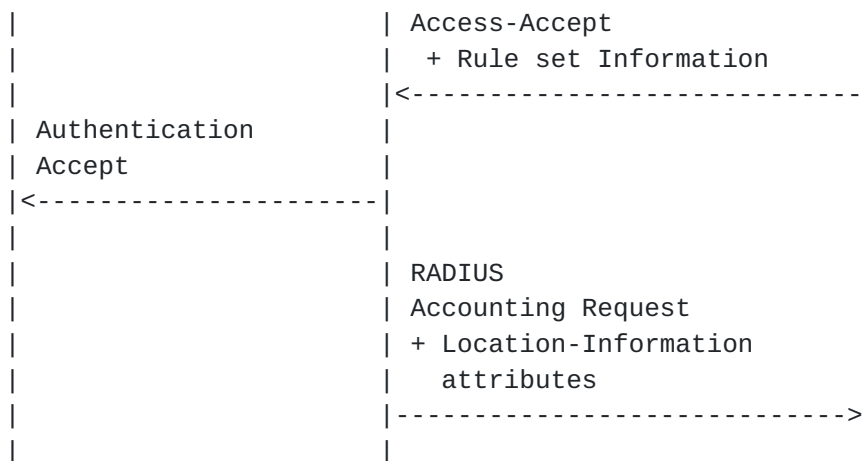 |                       | Access-Accept
|                       |  + Rule set Information
|                       |<-----------------------------
| Authentication        |
| Accept                |
|<----------------------|
|                       |
|                       | RADIUS
|                       | Accounting Request
|                       | + Location-Information
|                       |   attributes
|                       |----------------------------->
|                       |